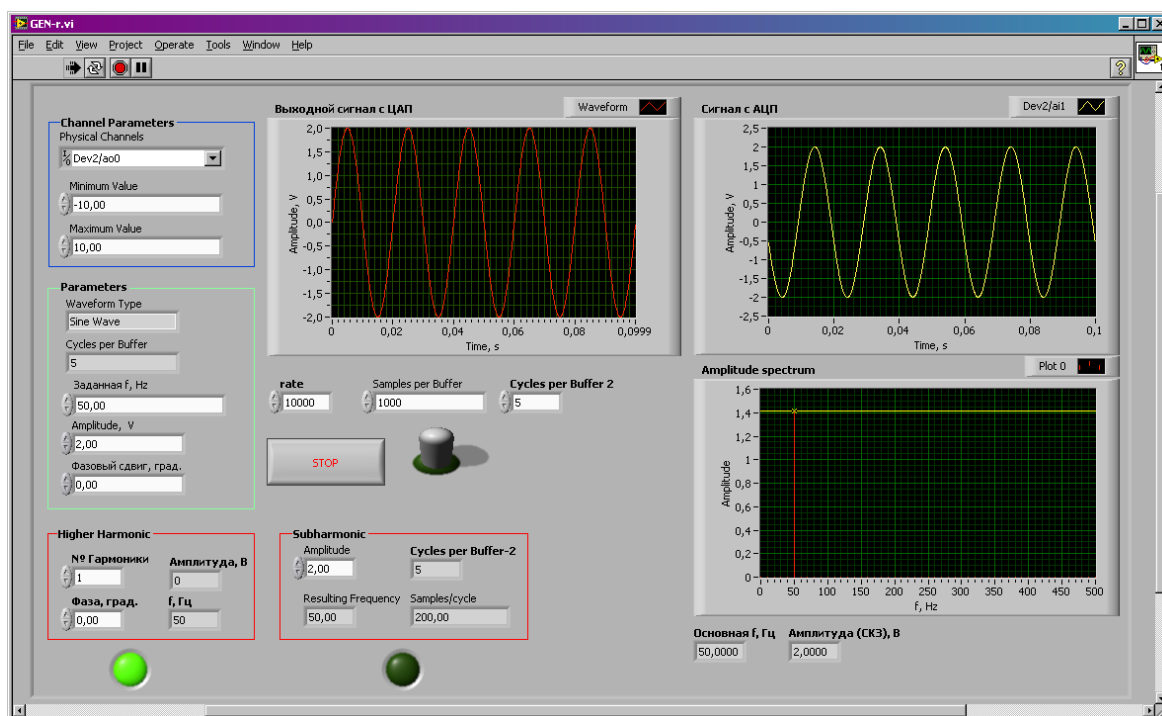 GEN-r.vi
File Edit View Project Operate Tools Window Help
Channel Parameters
Physical Channels
Dev2/ao0
Minimum Value
-10,00
Maximum Value
10,00
Parameters
Waveform Type
Sine Wave
Cycles per Buffer
5
Заданная f, Hz
50,00
Amplitude, V
2,00
Фазовый сдвиг, град.
0,00
Выходной сигнал с ЦАП
Waveform
Amplitude, V
2,0
1,5
1,0
0,5
0,0
-0,5
-1,0
-1,5
-2,0
0 0,02 0,04 0,06 0,08 0,0999
Time, s
Сигнал с АЦП
Dev2/ai1
Amplitude, V
2,5
2
1,5
1
0,5
0
-0,5
-1
-1,5
-2
-2,5
0 0,02 0,04 0,06 0,08 0,1
Time, s
rate
10000
Samples per Buffer
1000
Cycles per Buffer 2
5
STOP
Amplitude spectrum
Plot 0
Amplitude
1,6
1,4
1,2
1
0,8
0,6
0,4
0,2
0
0 50 100 150 200 250 300 350 400 450 500
f, Hz
Higher Harmonic
№ Гармоники
1
Амплитуда, В
0
Фаза, град.
0,00
f, Гц
50
Subharmonic
Amplitude
2,00
Cycles per Buffer-2
5
Resulting Frequency
50,00
Samples/cycle
200,00
Основная f, Гц
50,0000
Амплитуда (СКЗ), В
2,0000